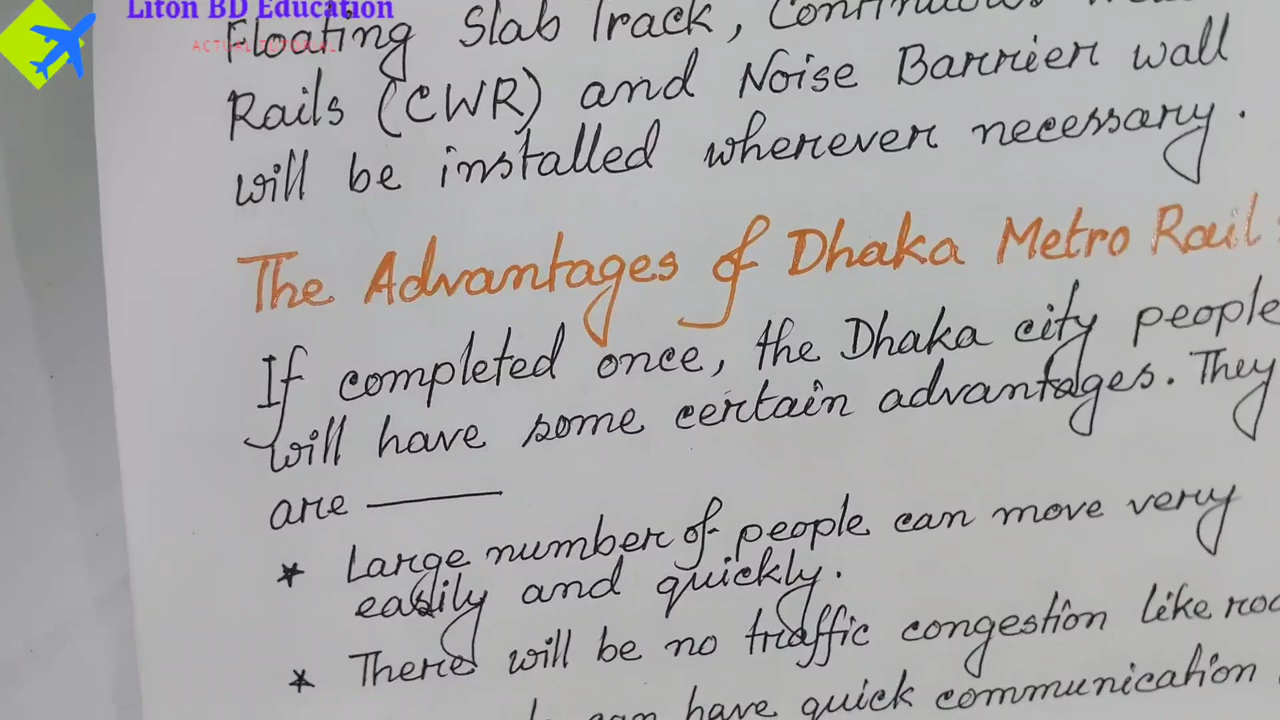 Liton BD Education
Floating Slab Track,
Rails (CWR) and Noise Barrier wall
will be installed wherever necessary.
The Advantages of Dhaka Metro Rail:
If completed once, the Dhaka city people
will have some certain advantages. They
are —
* Large number of people can move very
easily and quickly.
* There will be no traffic congestion like
can have quick communication